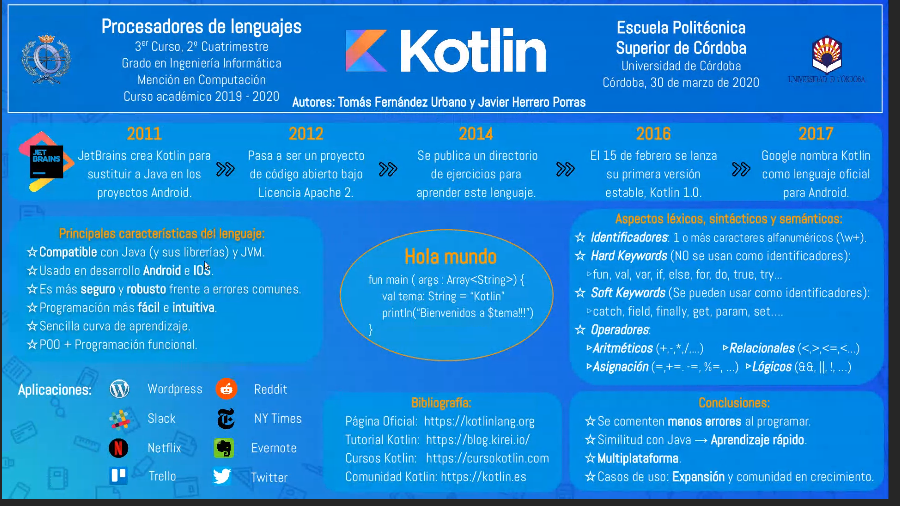 Procesadores de lenguajes
3er Curso. 2º Cuatrimestre
Grado en Ingeniería Informática
Mención en Computación
Curso académico 2019 - 2020
Kotlin
Autores: Tomás Fernández Urbano y Javier Herrero Porras
Escuela Politécnica
Superior de Córdoba
Universidad de Córdoba
Córdoba, 30 de marzo de 2020
UNIVERSIDAD DE CÓRDOBA
JET
BRAINS
2011
JetBrains crea Kotlin para
sustituir a Java en los
proyectos Android.
2012
Pasa a ser un proyecto
de código abierto bajo
Licencia Apache 2.
2014
Se publica un directorio
de ejercicios para
aprender este lenguaje.
2016
El 15 de febrero se lanza
su primera versión
estable, Kotlin 1.0.
2017
Google nombra Kotlin
como lenguaje oficial
para Android.
Principales características del lenguaje:
☆Compatible con Java (y sus librerías) y JVM.
☆Usado en desarrollo Android e IOS.
☆Es más seguro y robusto frente a errores comunes.
☆Programación más fácil e intuitiva.
☆Sencilla curva de aprendizaje.
☆POO + Programación funcional.
Hola mundo
fun main ( args : Array<String>) {
val tema: String = “Kotlin”
println(“Bienvenidos a $tema!!!”)
}
Aspectos léxicos, sintácticos y semánticos:
☆ Identificadores: 1 o más caracteres alfanuméricos (\w+).
☆ Hard Keywords (NO se usan como identificadores):
▹fun, val, var, if, else, for, do, true, try...
☆ Soft Keywords (Se pueden usar como identificadores):
▹catch, field, finally, get, param, set....
☆ Operadores:
▹Aritméticos (+,-,*,/,...) ▹Relacionales (<,>,<=,<...)
▹Asignación (=,+=. -=, %=, ...) ▹Lógicos (&&, ||. !, ...)
Aplicaciones:
Wordpress
Reddit
Slack
NY Times
Netflix
Evernote
Trello
Twitter
Bibliografía:
Página Oficial: https://kotlinlang.org
Tutorial Kotlin: https://blog.kirei.io/
Cursos Kotlin: https://cursokotlin.com
Comunidad Kotlin: https://kotlin.es
Conclusiones:
☆Se comenten menos errores al programar.
☆Similitud con Java → Aprendizaje rápido.
☆Multiplataforma.
☆Casos de uso: Expansión y comunidad en crecimiento.